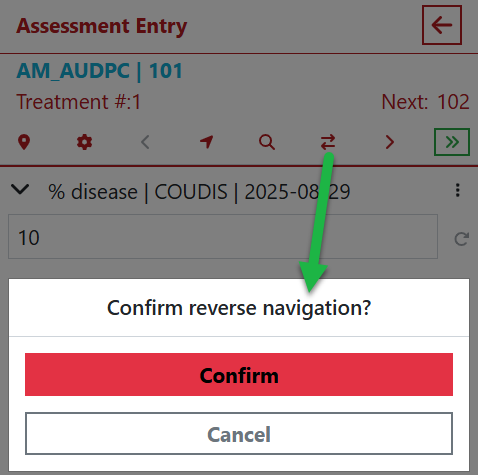 Assessment Entry
AM_AUDPC | 101
Treatment #:1 Next: 102
% disease | COUDIS | 2025-08-29
10
Confirm reverse navigation?
Confirm
Cancel